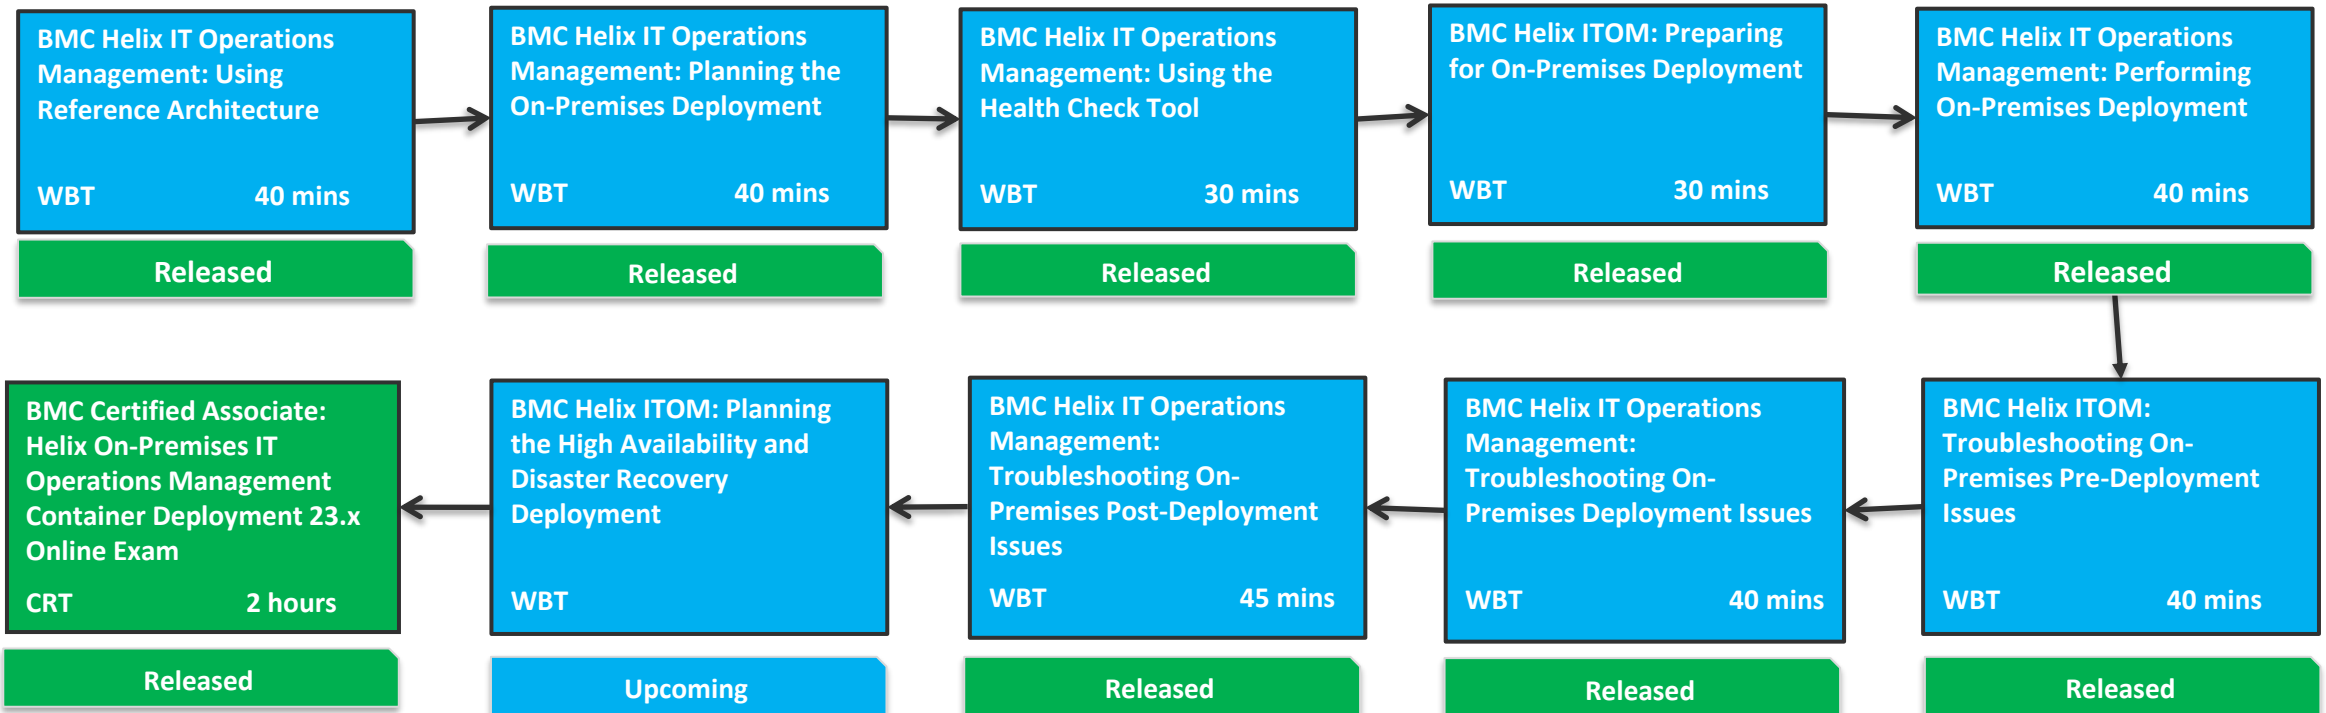 BMC Helix IT Operations
Management: Using
Reference Architecture
WBT 40 mins
Released
BMC Helix IT Operations
Management: Planning the
On-Premises Deployment
WBT 40 mins
Released
BMC Helix IT Operations
Management: Using the
Health Check Tool
WBT 30 mins
Released
BMC Helix ITOM: Preparing
for On-Premises Deployment
WBT 30 mins
Released
BMC Helix IT Operations
Management: Performing
On-Premises Deployment
WBT 40 mins
Released
BMC Helix ITOM:
Troubleshooting On-
Premises Pre-Deployment
Issues
WBT 40 mins
Released
BMC Helix IT Operations
Management:
Troubleshooting On-
Premises Deployment Issues
WBT 40 mins
Released
BMC Helix IT Operations
Management:
Troubleshooting On-
Premises Post-Deployment
Issues
WBT 45 mins
Released
BMC Helix ITOM: Planning
the High Availability and
Disaster Recovery
Deployment
WBT
Upcoming
BMC Certified Associate:
Helix On-Premises IT
Operations Management
Container Deployment 23.x
Online Exam
CRT 2 hours
Released